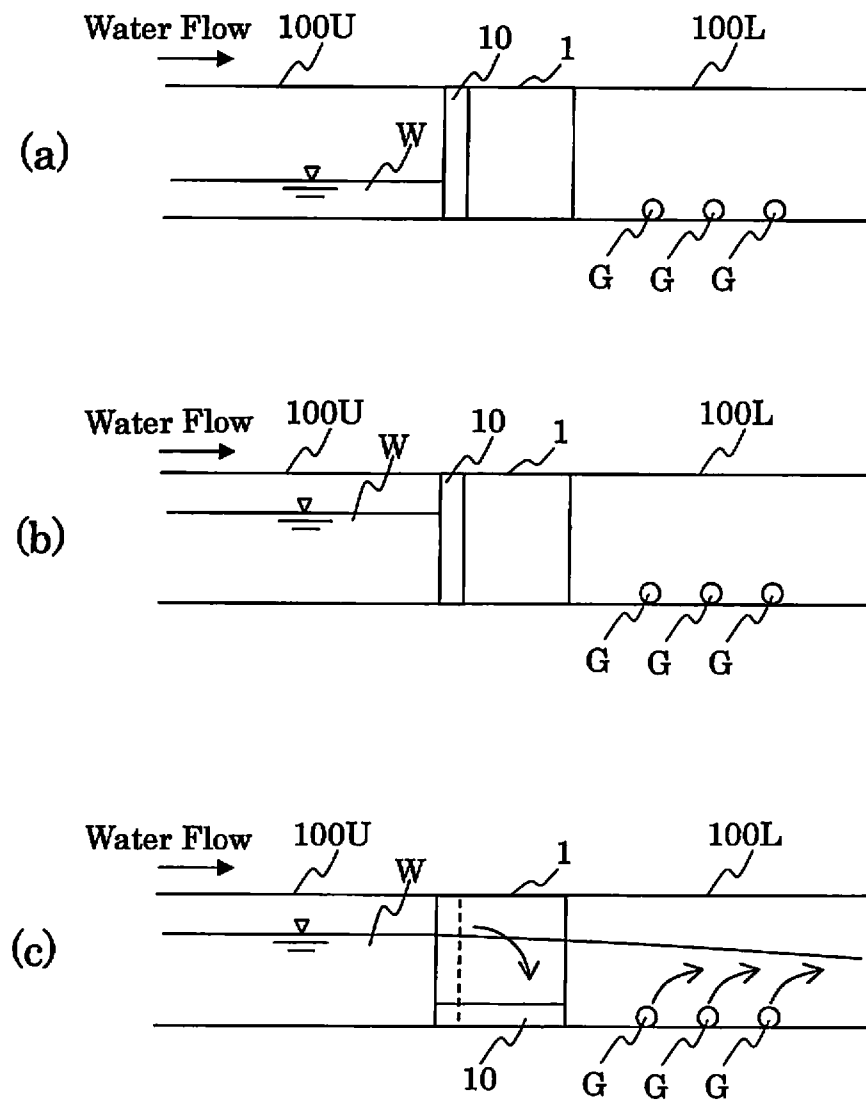 Water Flow 100U 10 1 100L
(a) W
G G G
Water Flow 100U W 10 1 100L
(b)
G G G
Water Flow 100U W 1 100L
(c)
10 G G G